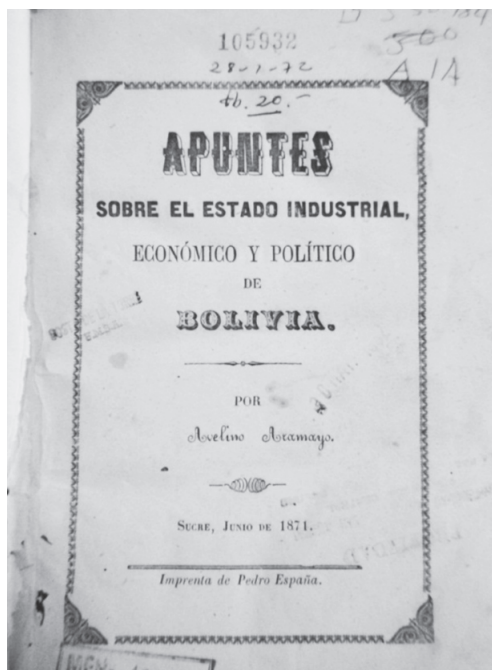 105932
28-1-72
500
A 1A
tb. 20.-
APUNTES
SOBRE EL ESTADO INDUSTRIAL,
ECONÓMICO Y POLÍTICO
DE
BOLIVIA.
POR
Avelino Aramayo.
SUCRE, JUNIO DE 1871.
Imprenta de Pedro España.